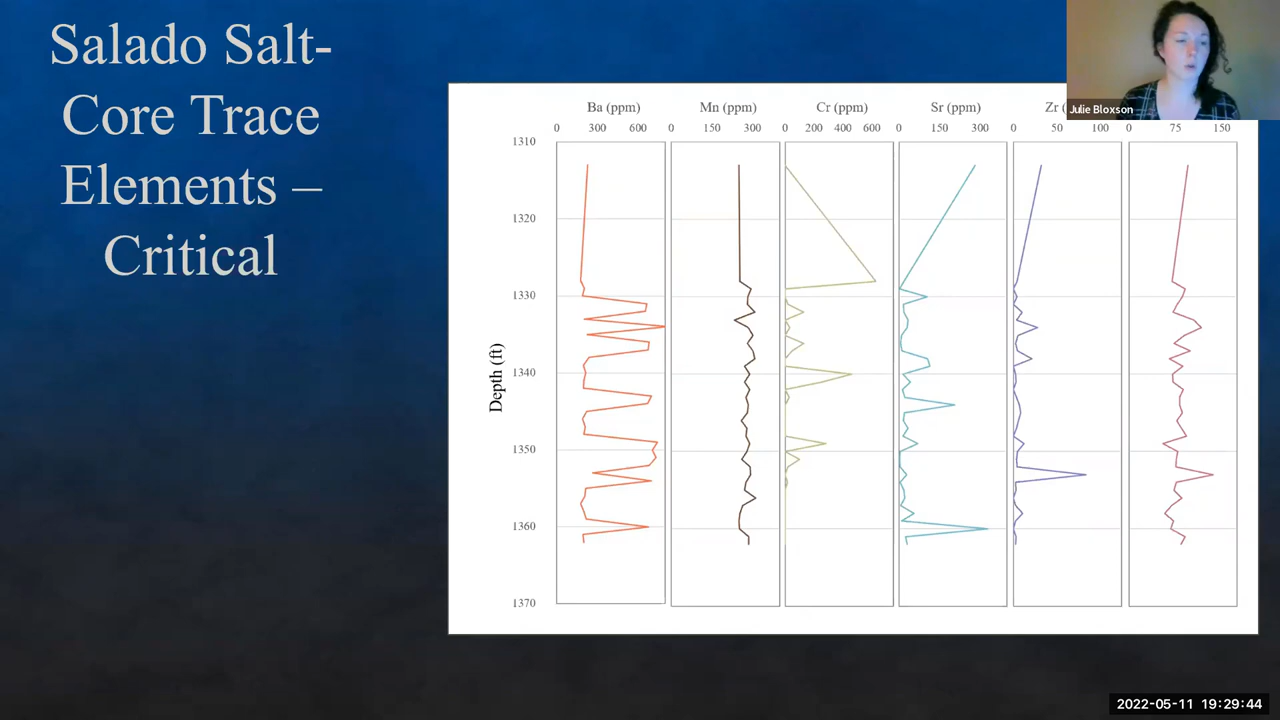 Salado Salt-
Core Trace
Elements –
Critical
Julie Bloxson
Ba (ppm) Mn (ppm) Cr (ppm) Sr (ppm) Zr (
0 300 600 0 150 300 0 200 400 600 0 150 300 0 50 100 0 75 150
1310
1320
1330
1340
1350
1360
1370
Depth (ft)
2022-05-11 19:29:44